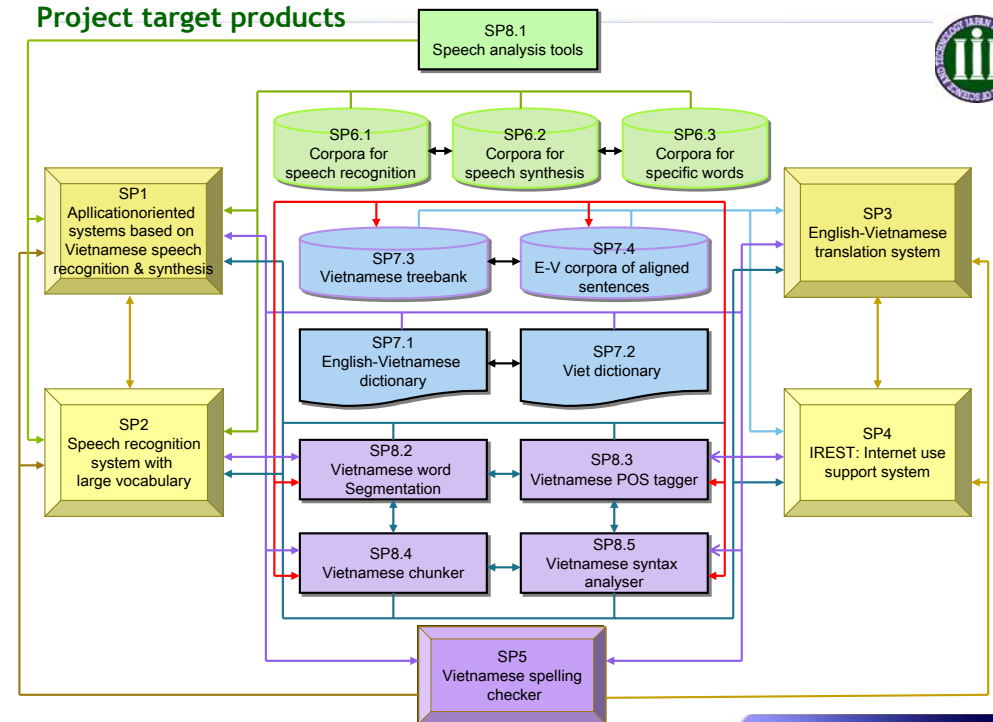 Project target products
SP8.1
Speech analysis tools
SP6.1
Corpora for
speech recognition
SP6.2
Corpora for
speech synthesis
SP6.3
Corpora for
specific words
SP1
Apllicationoriented
systems based on
Vietnamese speech
recognition & synthesis
SP7.3
Vietnamese treebank
SP7.4
E-V corpora of aligned
sentences
SP3
English-Vietnamese
translation system
SP7.1
English-Vietnamese
dictionary
SP7.2
Viet dictionary
SP2
Speech recognition
system with
large vocabulary
SP8.2
Vietnamese word
Segmentation
SP8.3
Vietnamese POS tagger
SP4
IREST: Internet use
support system
SP8.4
Vietnamese chunker
SP8.5
Vietnamese syntax
analyser
SP5
Vietnamese spelling
checker